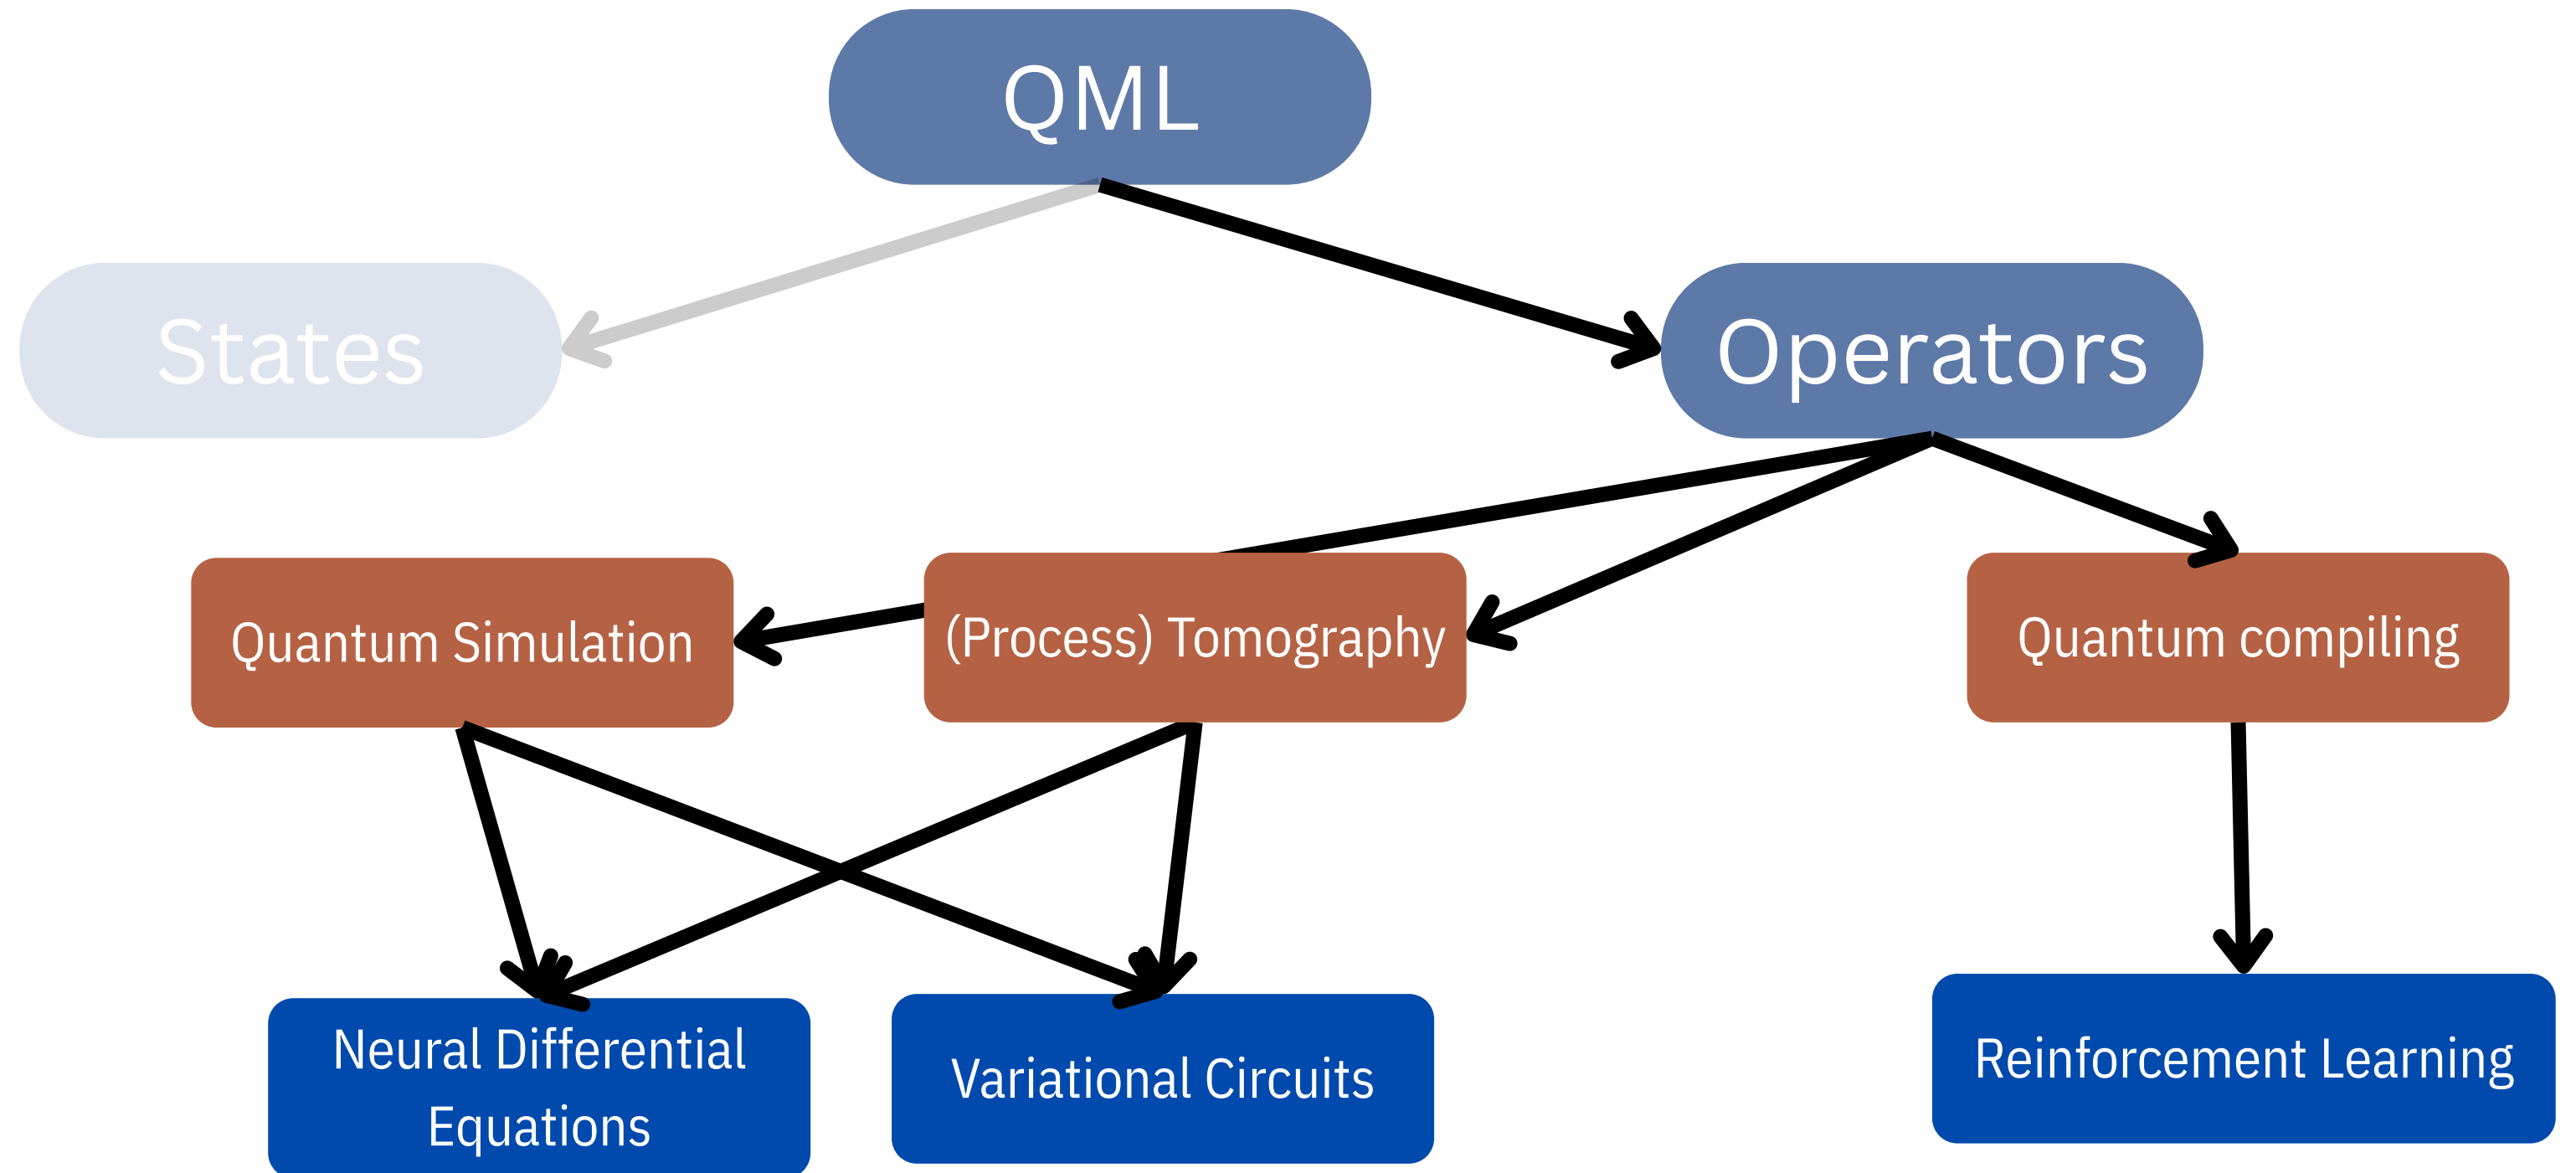 QML
States
Operators
Quantum Simulation
(Process) Tomography
Quantum compiling
Neural Differential
Equations
Variational Circuits
Reinforcement Learning